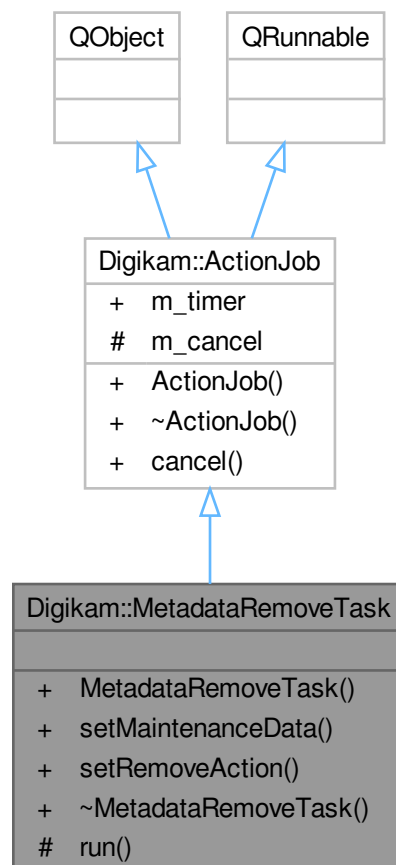 QObject
QRunnable
Digikam::ActionJob
+ m_timer
# m_cancel
+ ActionJob()
+ ~ActionJob()
+ cancel()
Digikam::MetadataRemoveTask
+ MetadataRemoveTask()
+ setMaintenanceData()
+ setRemoveAction()
+ ~MetadataRemoveTask()
# run()